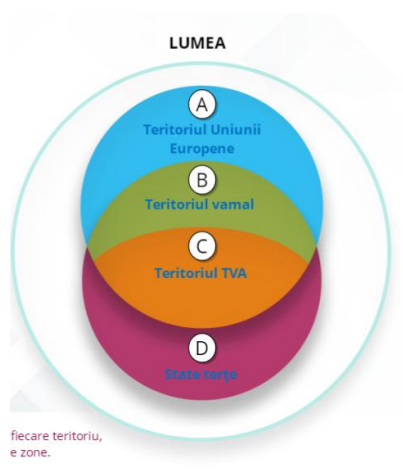 LUMEA
A
Teritoriul Uniunii
Europene
B
Teritoriul vamal
C
Teritoriul TVA
D
State terțe
fiecare teritoriu,
e zone.